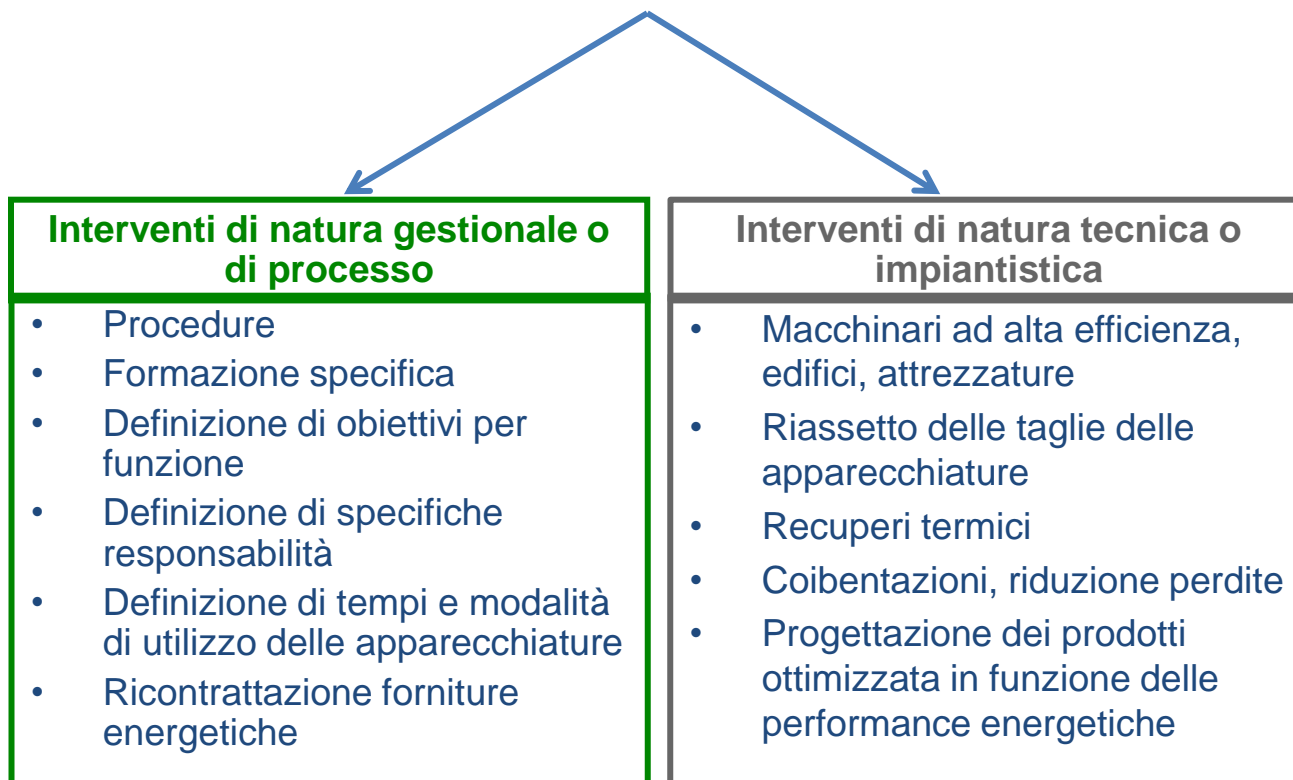 Interventi di natura gestionale o
di processo
• Procedure
• Formazione specifica
• Definizione di obiettivi per
funzione
• Definizione di specifiche
responsabilità
• Definizione di tempi e modalità
di utilizzo delle apparecchiature
• Ricontrattazione forniture
energetiche
Interventi di natura tecnica o
impiantistica
• Macchinari ad alta efficienza,
edifici, attrezzature
• Riassetto delle taglie delle
apparecchiature
• Recuperi termici
• Coibentazioni, riduzione perdite
• Progettazione dei prodotti
ottimizzata in funzione delle
performance energetiche